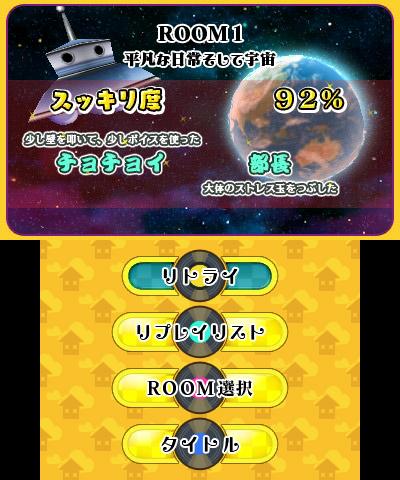 ROOM1
平凡な日常そして宇宙
スッキリ度 92%
少し壁を叩いて、少しボイスを使った
チョチョイ 部長
大体のストレス玉をつぶした
リトライ
リプレイリスト
ROOM選択
タイトル